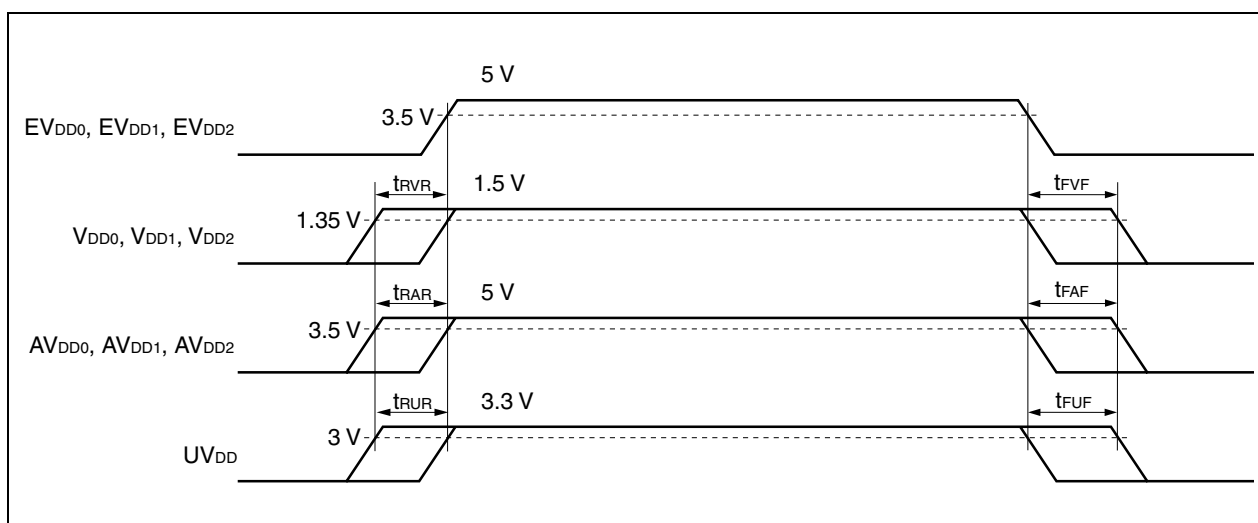 5 V
3.5 V
EVDD0, EVDD1, EVDD2
tRVR
1.5 V
tFVF
1.35 V
VDD0, VDD1, VDD2
tRAR
5 V
tFAF
3.5 V
AVDD0, AVDD1, AVDD2
tRUR
3.3 V
tFUF
3 V
UVDD